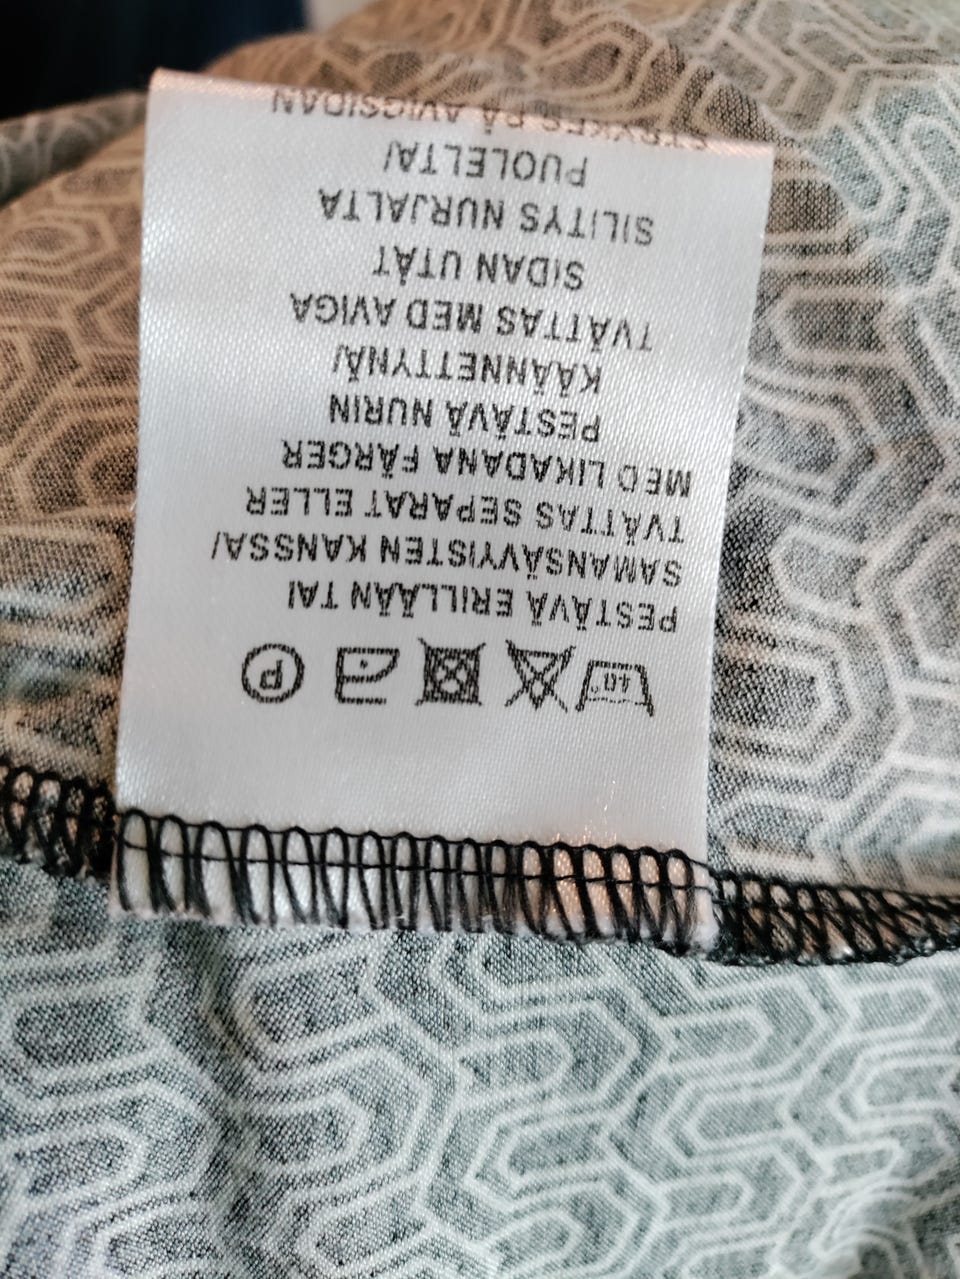 40°
P
PESTÄVÄ ERILLÄÄN TAI
SAMANSÄVYISTEN KANSSA/
TVÄTTAS SEPARAT ELLER
MED LIKADANA FÄRGER
PESTÄVÄ NURIN
KÄÄNNETTYNÄ/
TVÄTTAS MED AVIGA
SIDAN UTÅT
SILITYS NURJALTA
PUOLELTA/
STRYKES PÅ AVIGSIDAN